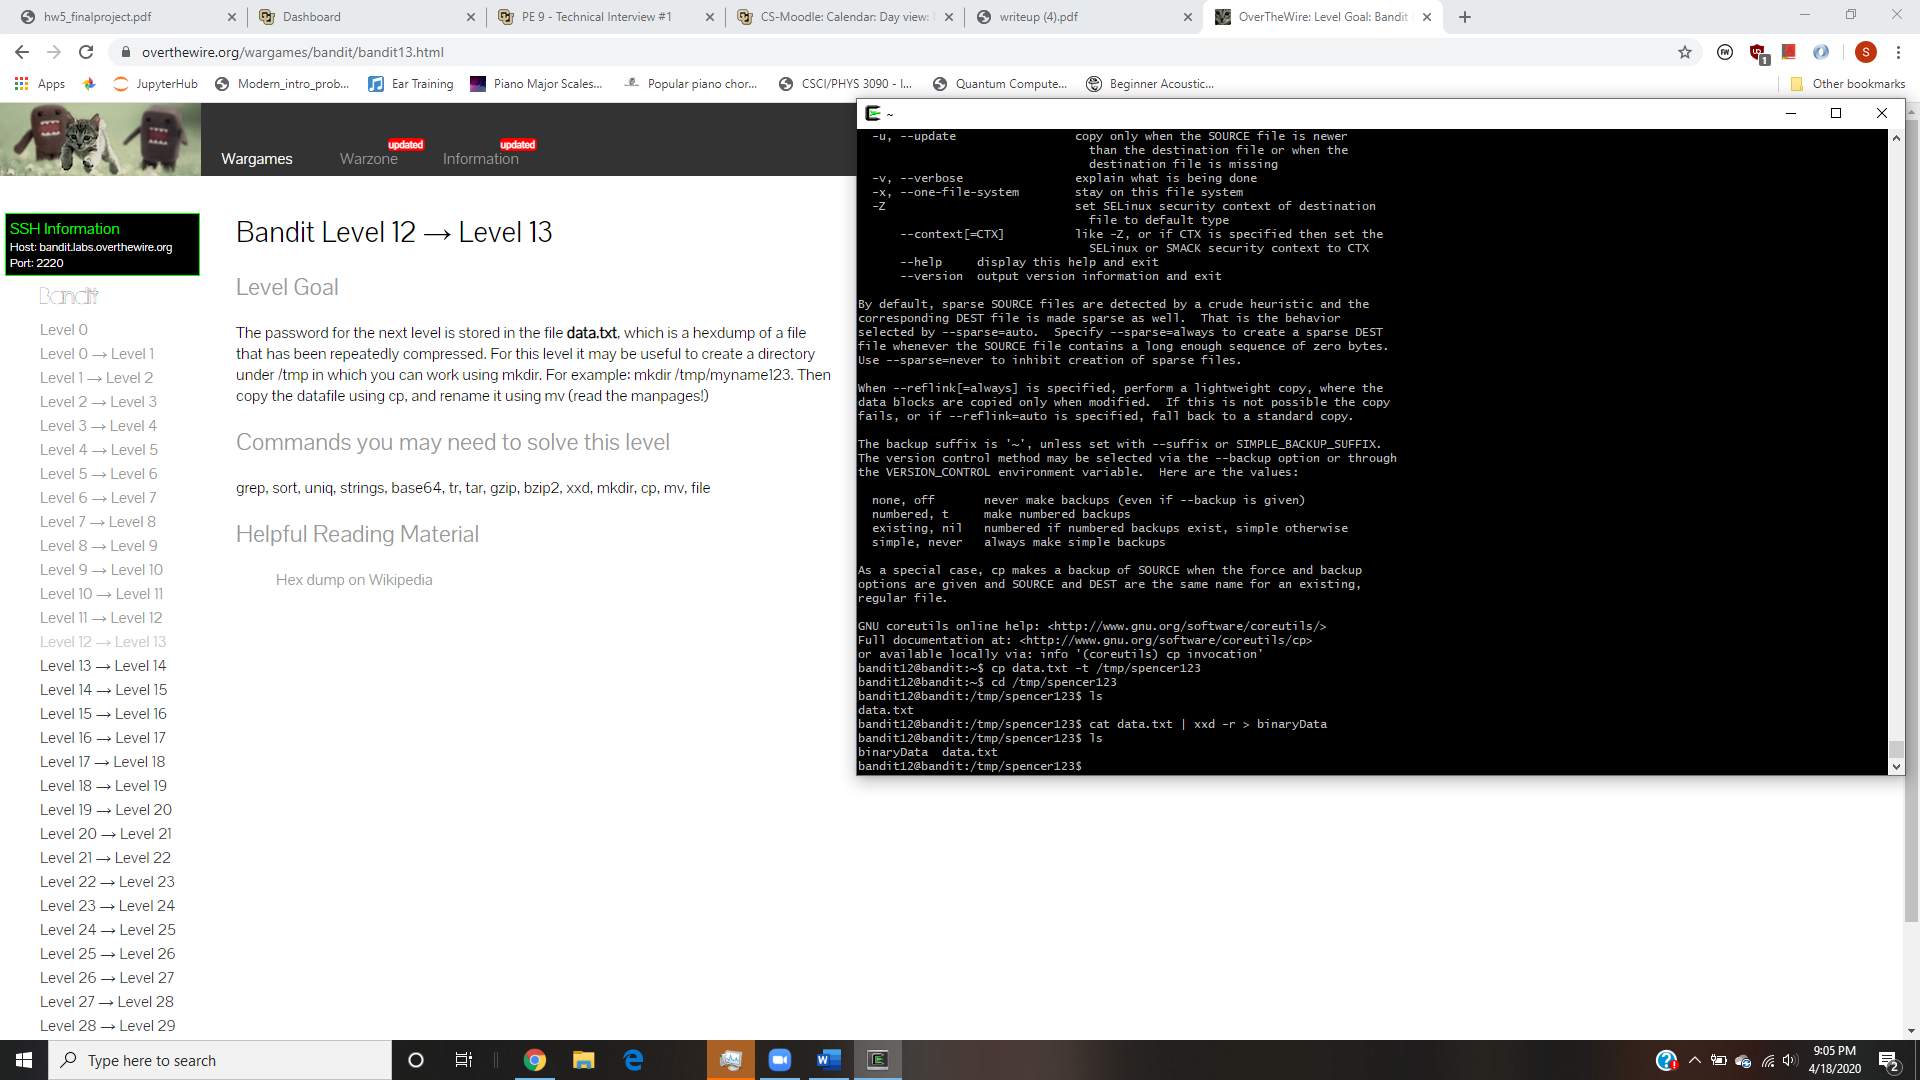 hw5_finalproject.pdf
Dashboard
PE 9 - Technical Interview #1
CS-Moodle: Calendar: Day view:
writeup (4).pdf
OverTheWire: Level Goal: Bandit
overthewire.org/wargames/bandit/bandit13.html
1
S
Apps
JupyterHub
Modern_intro_prob...
Ear Training
Piano Major Scales...
Popular piano chor...
CSCI/PHYS 3090 - I...
Quantum Compute...
Beginner Acoustic...
Other bookmarks
Wargames
Warzone
updated
Information
updated
SSH Information
Host: bandit.labs.overthewire.org
Port: 2220
Bandit
Level 0
Level 0 → Level 1
Level 1 → Level 2
Level 2 → Level 3
Level 3 → Level 4
Level 4 → Level 5
Level 5 → Level 6
Level 6 → Level 7
Level 7 → Level 8
Level 8 → Level 9
Level 9 → Level 10
Level 10 → Level 11
Level 11 → Level 12
Level 12 → Level 13
Level 13 → Level 14
Level 14 → Level 15
Level 15 → Level 16
Level 16 → Level 17
Level 17 → Level 18
Level 18 → Level 19
Level 19 → Level 20
Level 20 → Level 21
Level 21 → Level 22
Level 22 → Level 23
Level 23 → Level 24
Level 24 → Level 25
Level 25 → Level 26
Level 26 → Level 27
Level 27 → Level 28
Level 28 → Level 29
Bandit Level 12 → Level 13
Level Goal
The password for the next level is stored in the file data.txt, which is a hexdump of a file
that has been repeatedly compressed. For this level it may be useful to create a directory
under /tmp in which you can work using mkdir. For example: mkdir /tmp/myname123. Then
copy the datafile using cp, and rename it using mv (read the manpages!)
Commands you may need to solve this level
grep, sort, uniq, strings, base64, tr, tar, gzip, bzip2, xxd, mkdir, cp, mv, file
Helpful Reading Material
Hex dump on Wikipedia
~
-u, --update                 copy only when the SOURCE file is newer
than the destination file or when the
destination file is missing
-v, --verbose                explain what is being done
-x, --one-file-system        stay on this file system
-Z                           set SELinux security context of destination
file to default type
--context[=CTX]          like -Z, or if CTX is specified then set the
SELinux or SMACK security context to CTX
--help     display this help and exit
--version  output version information and exit
By default, sparse SOURCE files are detected by a crude heuristic and the
corresponding DEST file is made sparse as well.  That is the behavior
selected by --sparse=auto.  Specify --sparse=always to create a sparse DEST
file whenever the SOURCE file contains a long enough sequence of zero bytes.
Use --sparse=never to inhibit creation of sparse files.
When --reflink[=always] is specified, perform a lightweight copy, where the
data blocks are copied only when modified.  If this is not possible the copy
fails, or if --reflink=auto is specified, fall back to a standard copy.
The backup suffix is '~', unless set with --suffix or SIMPLE_BACKUP_SUFFIX.
The version control method may be selected via the --backup option or through
the VERSION_CONTROL environment variable.  Here are the values:
none, off       never make backups (even if --backup is given)
numbered, t     make numbered backups
existing, nil   numbered if numbered backups exist, simple otherwise
simple, never   always make simple backups
As a special case, cp makes a backup of SOURCE when the force and backup
options are given and SOURCE and DEST are the same name for an existing,
regular file.
GNU coreutils online help: <http://www.gnu.org/software/coreutils/>
Full documentation at: <http://www.gnu.org/software/coreutils/cp>
or available locally via: info '(coreutils) cp invocation'
bandit12@bandit:~$ cp data.txt -t /tmp/spencer123
bandit12@bandit:~$ cd /tmp/spencer123
bandit12@bandit:/tmp/spencer123$ ls
data.txt
bandit12@bandit:/tmp/spencer123$ cat data.txt | xxd -r > binaryData
bandit12@bandit:/tmp/spencer123$ ls
binaryData  data.txt
bandit12@bandit:/tmp/spencer123$
Type here to search
9:05 PM
4/18/2020
2